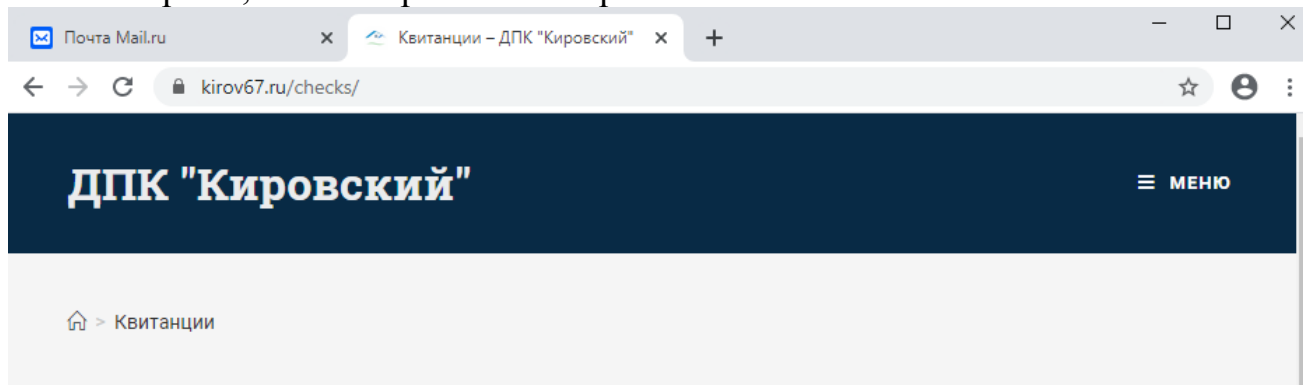 Почта Mail.ru
Квитанции – ДПК "Кировский"
kirov67.ru/checks/
ДПК "Кировский"
МЕНЮ
> Квитанции